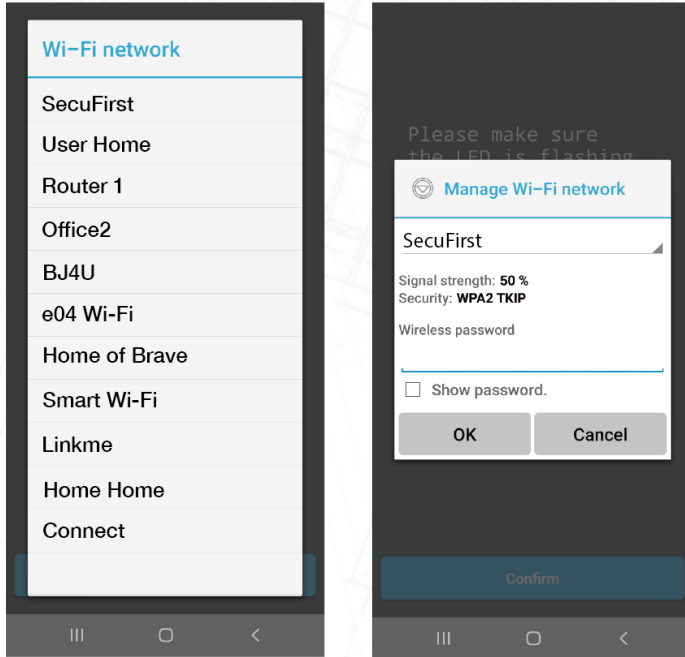 Wi-Fi network
SecuFirst
User Home
Router 1
Office2
BJ4U
e04 Wi-Fi
Home of Brave
Smart Wi-Fi
Linkme
Home Home
Connect
Please make sure
the LED is flashing
Manage Wi-Fi network
SecuFirst
Signal strength: 50 %
Security: WPA2 TKIP
Wireless password
Show password.
OK Cancel
Confirm